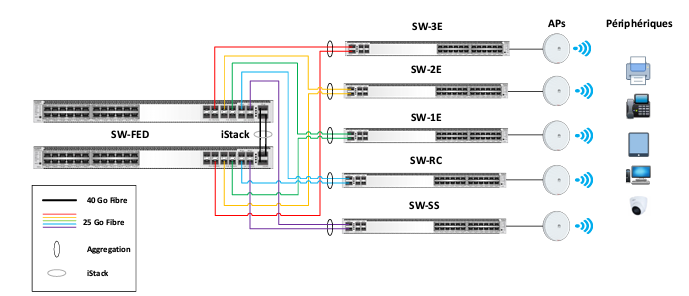 SW-3E
APs
Périphériques
SW-2E
SW-FED
iStack
SW-1E
SW-RC
SW-SS
40 Go Fibre
25 Go Fibre
Aggregation
iStack